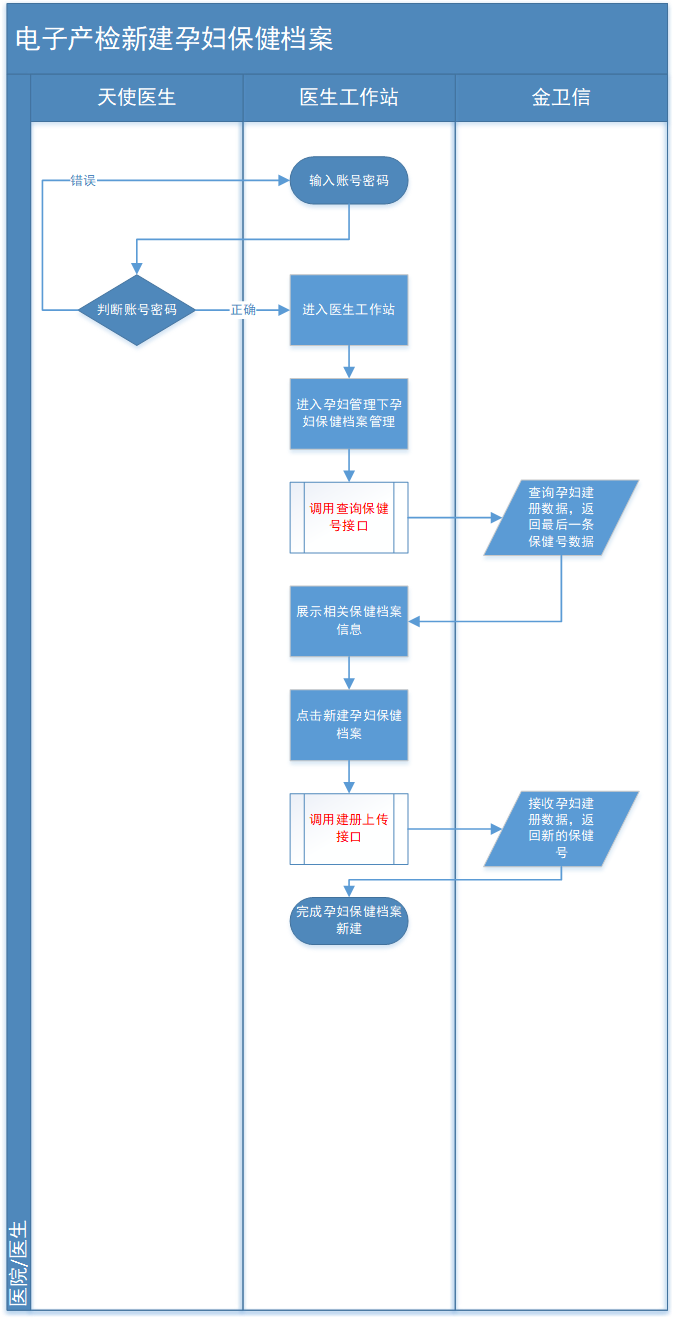 电子产检新建孕妇保健档案
天使医生
医生工作站
金卫信
错误
输入账号密码
判断账号密码
正确
进入医生工作站
进入孕妇管理下孕
妇保健档案管理
调用查询保健
号接口
查询孕妇建
册数据，返
回最后一条
保健号数据
展示相关保健档案
信息
点击新建孕妇保健
档案
调用建册上传
接口
接收孕妇建
册数据，返
回新的保健
号
完成孕妇保健档案
新建
医院/医生